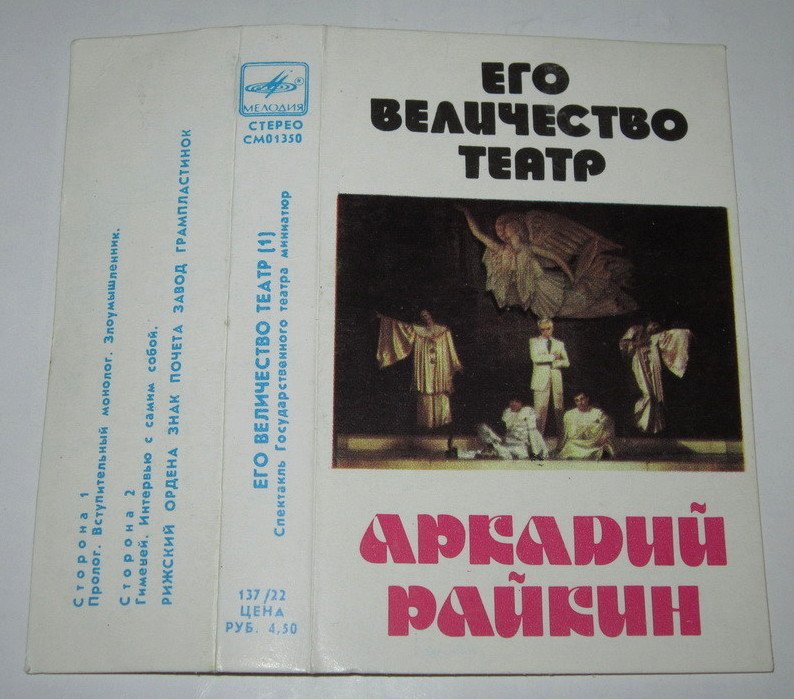 ЕГО
ВЕЛИЧЕСТВО
ТЕАТР
АРКАДИЙ
РАЙКИН
МЕЛОДИЯ
СТЕРЕО
СМ01350
ЕГО ВЕЛИЧЕСТВО ТЕАТР (1)
Спектакль Государственного театра миниатюр
137/22
ЦЕНА
РУБ. 4,50
Сторона 1
Пролог. Вступительный монолог. Злоумышленник.
Сторона 2
Гименей. Интервью с самим собой.
РИЖСКИЙ ОРДЕНА ЗНАК ПОЧЕТА ЗАВОД ГРАМПЛАСТИНОК